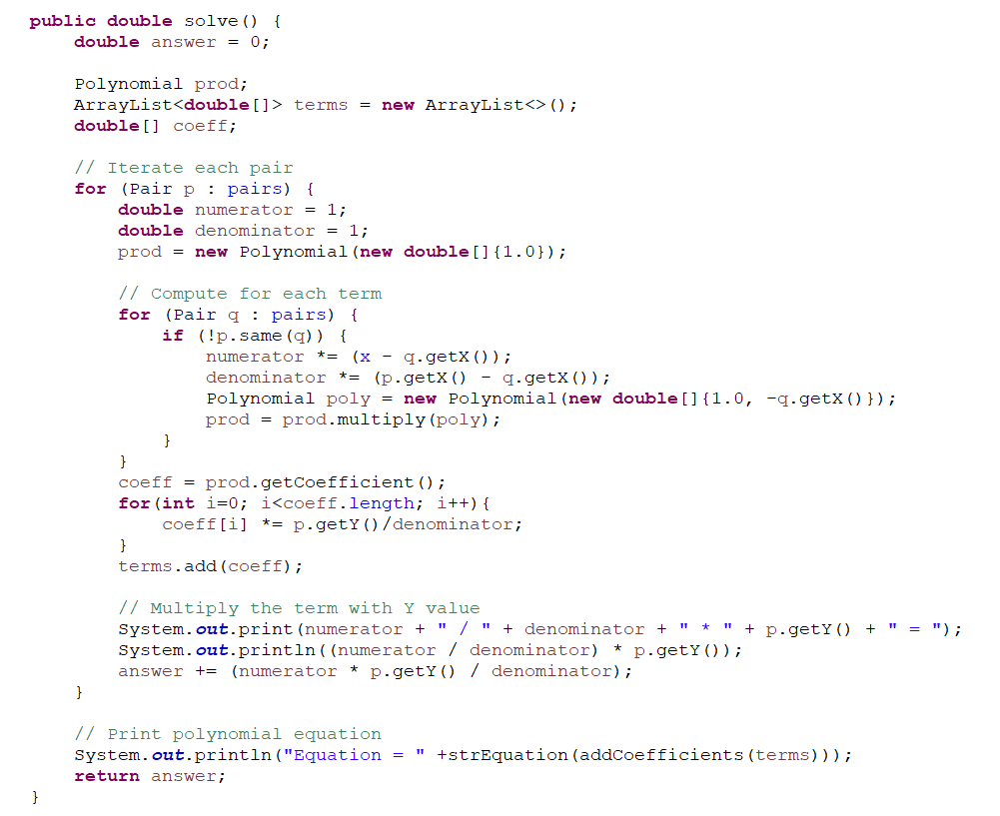 public double solve() {
    double answer = 0;

    Polynomial prod;
    ArrayList<double[]> terms = new ArrayList<>();
    double[] coeff;

    // Iterate each pair
    for (Pair p : pairs) {
        double numerator = 1;
        double denominator = 1;
        prod = new Polynomial(new double[]{1.0});

        // Compute for each term
        for (Pair q : pairs) {
            if (!p.same(q)) {
                numerator *= (x - q.getX());
                denominator *= (p.getX() - q.getX());
                Polynomial poly = new Polynomial(new double[]{1.0, -q.getX()});
                prod = prod.multiply(poly);
            }
        }
        coeff = prod.getCoefficient();
        for(int i=0; i<coeff.length; i++){
            coeff[i] *= p.getY()/denominator;
        }
        terms.add(coeff);

        // Multiply the term with Y value
        System.out.print(numerator + " / " + denominator + " * " + p.getY() + " = ");
        System.out.println((numerator / denominator) * p.getY());
        answer += (numerator * p.getY() / denominator);
    }

    // Print polynomial equation
    System.out.println("Equation = " +strEquation(addCoefficients(terms)));
    return answer;
}